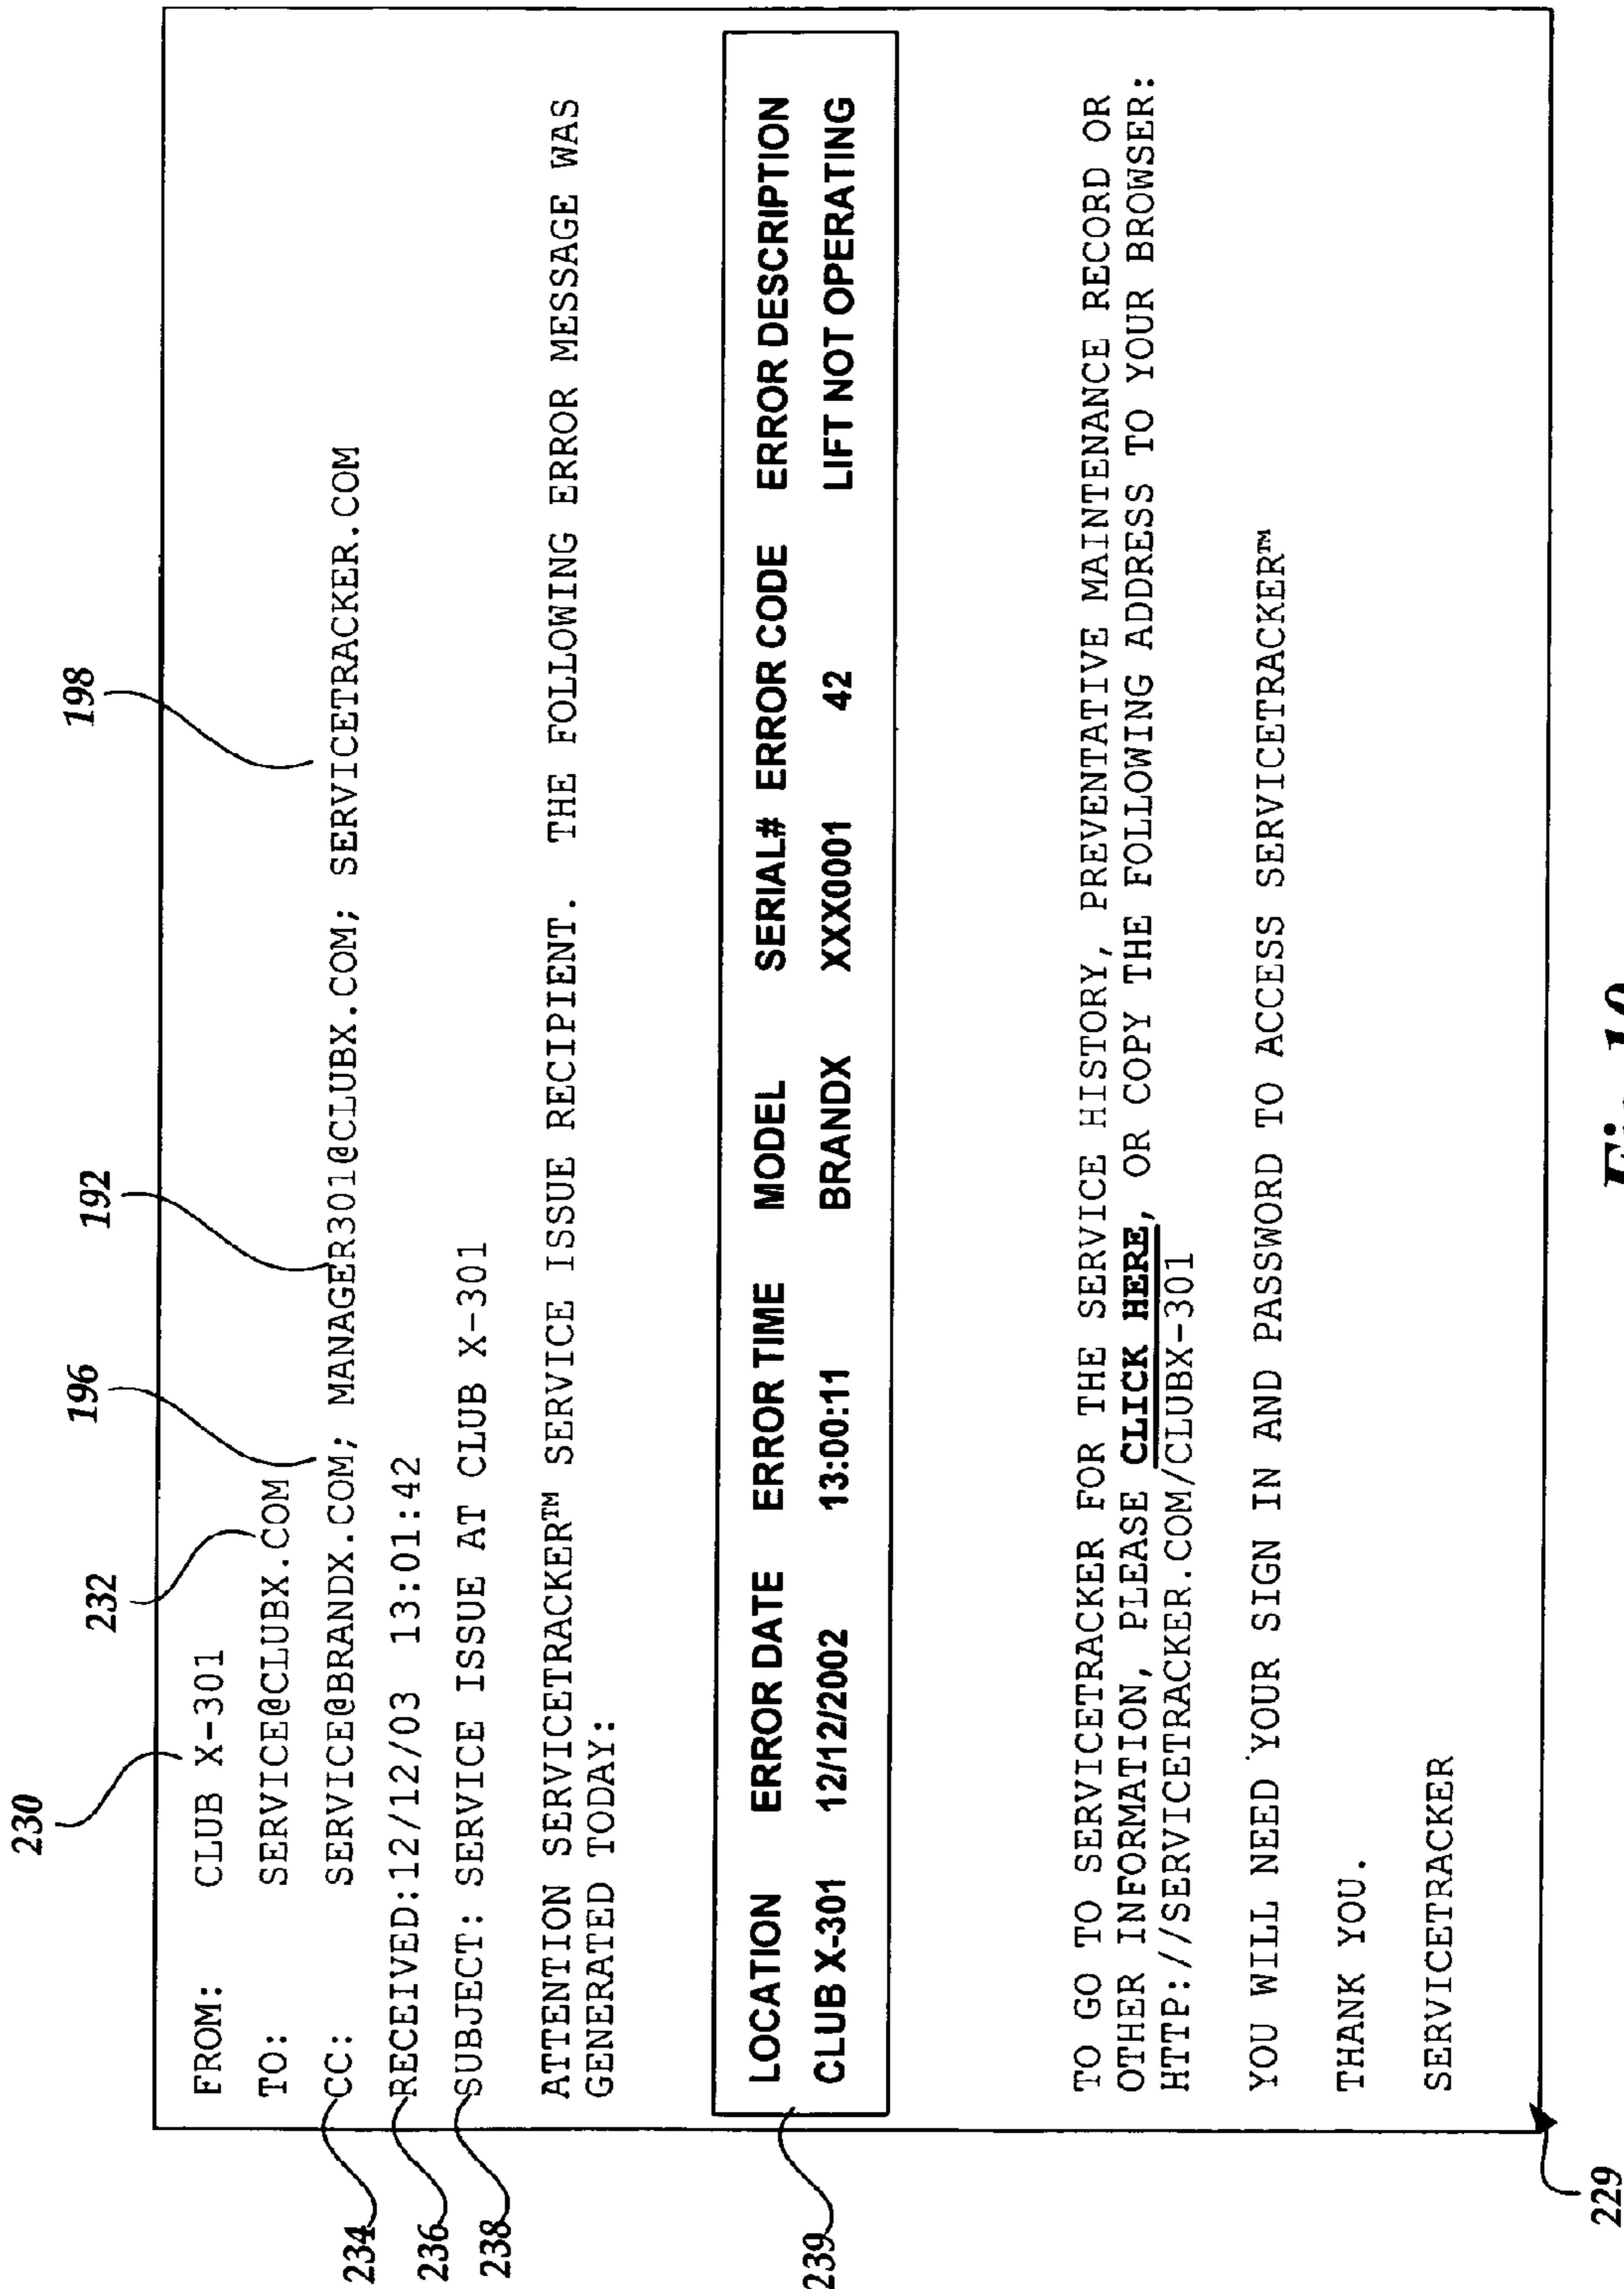 230
232
196
192
198
FROM: CLUB X-301
TO: SERVICE@CLUBX.COM
234 CC: SERVICE@BRANDX.COM; MANAGER301@CLUBX.COM; SERVICETRACKER.COM
236 RECEIVED:12/12/03 13:01:42
238 SUBJECT: SERVICE ISSUE AT CLUB X-301
ATTENTION SERVICETRACKER™ SERVICE ISSUE RECIPIENT. THE FOLLOWING ERROR MESSAGE WAS
GENERATED TODAY:
239
LOCATION ERROR DATE ERROR TIME MODEL SERIAL# ERROR CODE ERROR DESCRIPTION
CLUB X-301 12/12/2002 13:00:11 BRANDX XXX0001 42 LIFT NOT OPERATING
TO GO TO SERVICETRACKER FOR THE SERVICE HISTORY, PREVENTATIVE MAINTENANCE RECORD OR
OTHER INFORMATION, PLEASE CLICK HERE, OR COPY THE FOLLOWING ADDRESS TO YOUR BROWSER:
HTTP://SERVICETRACKER.COM/CLUBX-301
YOU WILL NEED YOUR SIGN IN AND PASSWORD TO ACCESS SERVICETRACKER™
THANK YOU.
SERVICETRACKER
229